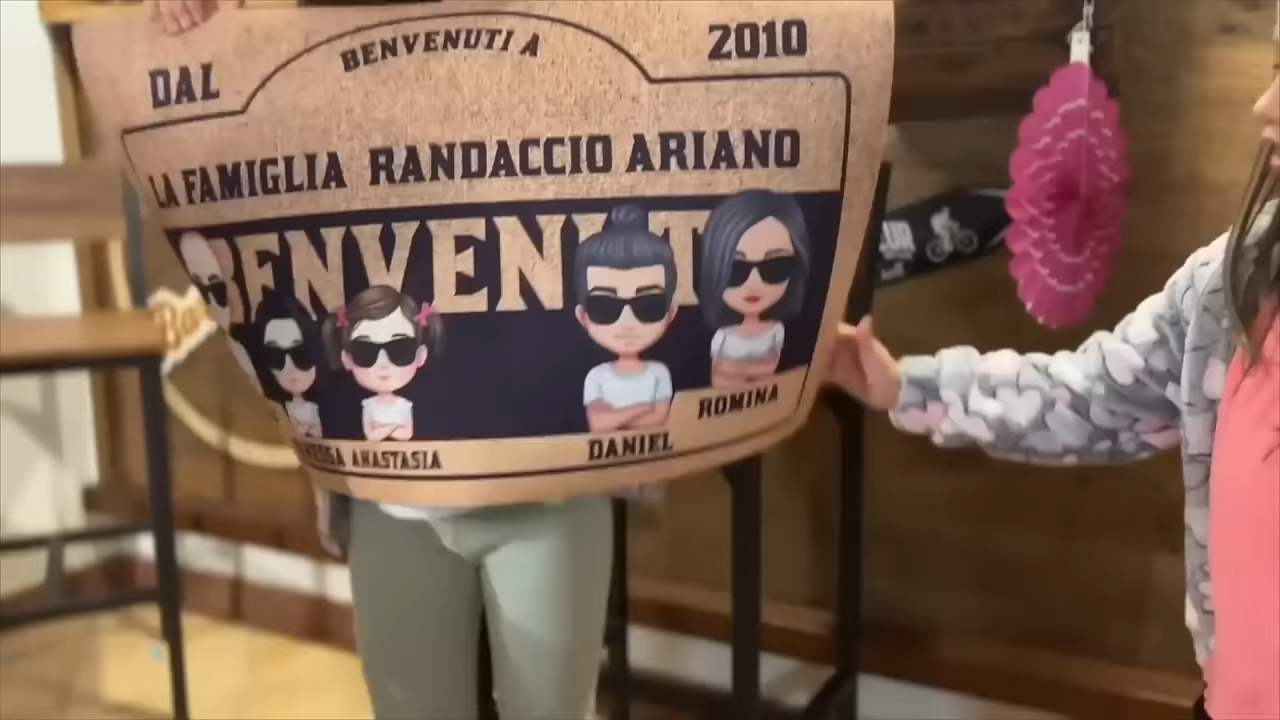 BENVENUTI A
DAL 2010
LA FAMIGLIA RANDACCIO ARIANO
ANASTASIA DANIEL ROMINA